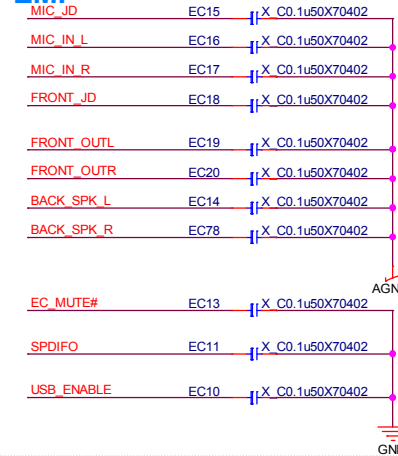 EMI
MIC_JD EC15 X_C0.1u50X70402
MIC_IN_L EC16 X_C0.1u50X70402
MIC_IN_R EC17 X_C0.1u50X70402
FRONT_JD EC18 X_C0.1u50X70402
FRONT_OUTL EC19 X_C0.1u50X70402
FRONT_OUTR EC20 X_C0.1u50X70402
BACK_SPK_L EC14 X_C0.1u50X70402
BACK_SPK_R EC78 X_C0.1u50X70402
AGN
EC_MUTE# EC13 X_C0.1u50X70402
SPDIFO EC11 X_C0.1u50X70402
USB_ENABLE EC10 X_C0.1u50X70402
GN